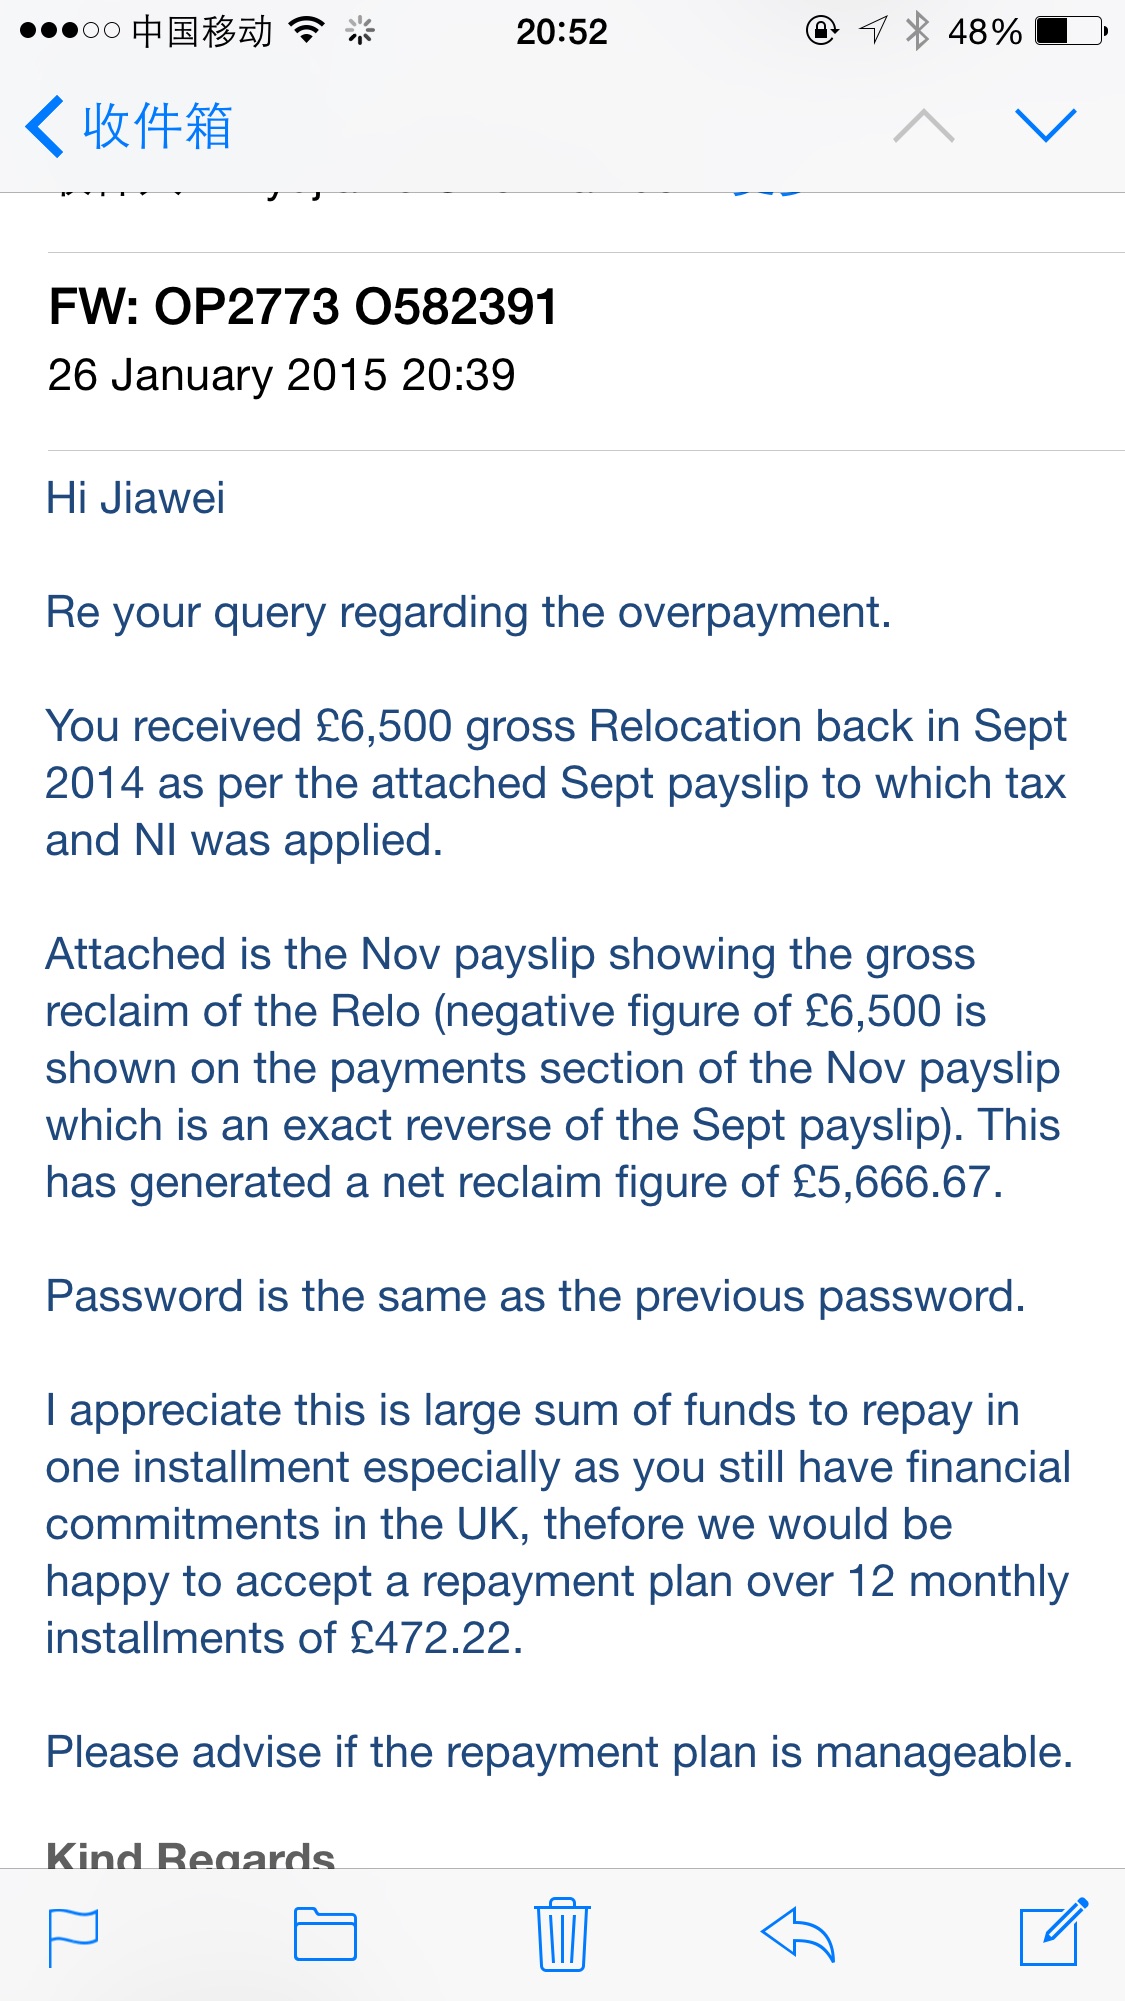 中国移动 20:52 48%
收件箱
FW: OP2773 O582391
26 January 2015 20:39
Hi Jiawei
Re your query regarding the overpayment.
You received £6,500 gross Relocation back in Sept
2014 as per the attached Sept payslip to which tax
and NI was applied.
Attached is the Nov payslip showing the gross
reclaim of the Relo (negative figure of £6,500 is
shown on the payments section of the Nov payslip
which is an exact reverse of the Sept payslip). This
has generated a net reclaim figure of £5,666.67.
Password is the same as the previous password.
I appreciate this is large sum of funds to repay in
one installment especially as you still have financial
commitments in the UK, thefore we would be
happy to accept a repayment plan over 12 monthly
installments of £472.22.
Please advise if the repayment plan is manageable.
Kind Regards